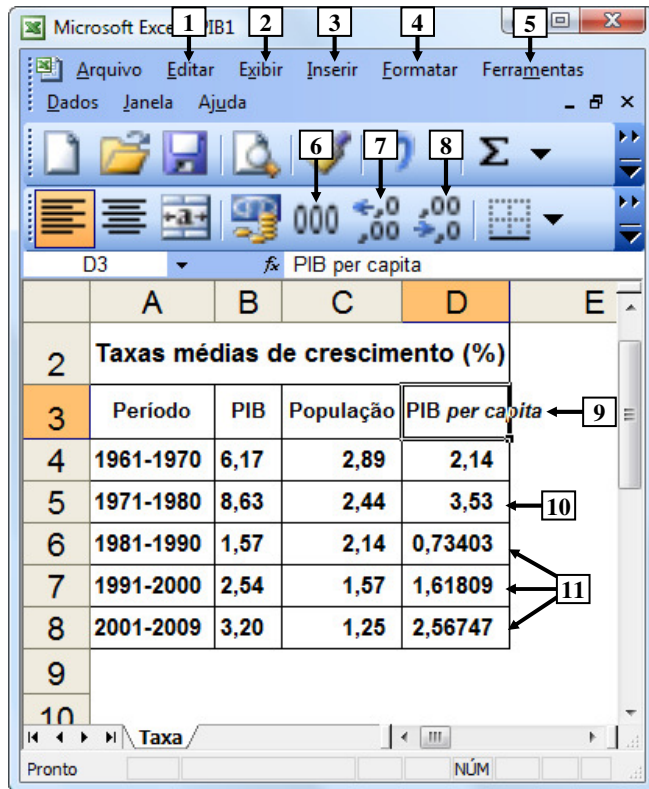 Microsoft Exce PIB1
1 2 3 4 5
Arquivo Editar Exibir Inserir Formatar Ferramentas
Dados Janela Ajuda
6 7 8
Σ
a 000 ,0 ,00 ,00 ,0
D3 fx PIB per capita
A B C D E
2 Taxas médias de crescimento (%)
3 Período PIB População PIB per capita 9
4 1961-1970 6,17 2,89 2,14
5 1971-1980 8,63 2,44 3,53 10
6 1981-1990 1,57 2,14 0,73403
7 1991-2000 2,54 1,57 1,61809 11
8 2001-2009 3,20 1,25 2,56747
9
10
Taxa
Pronto NÚM